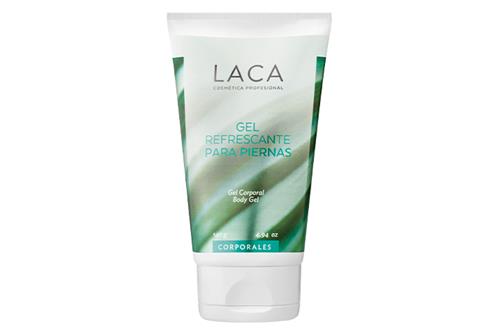 LACA
COSMÉTICA PROFESIONAL
GEL
REFRESCANTE
PARA PIERNAS
Gel Corporal
Body Gel
4.94 oz
CORPORALES